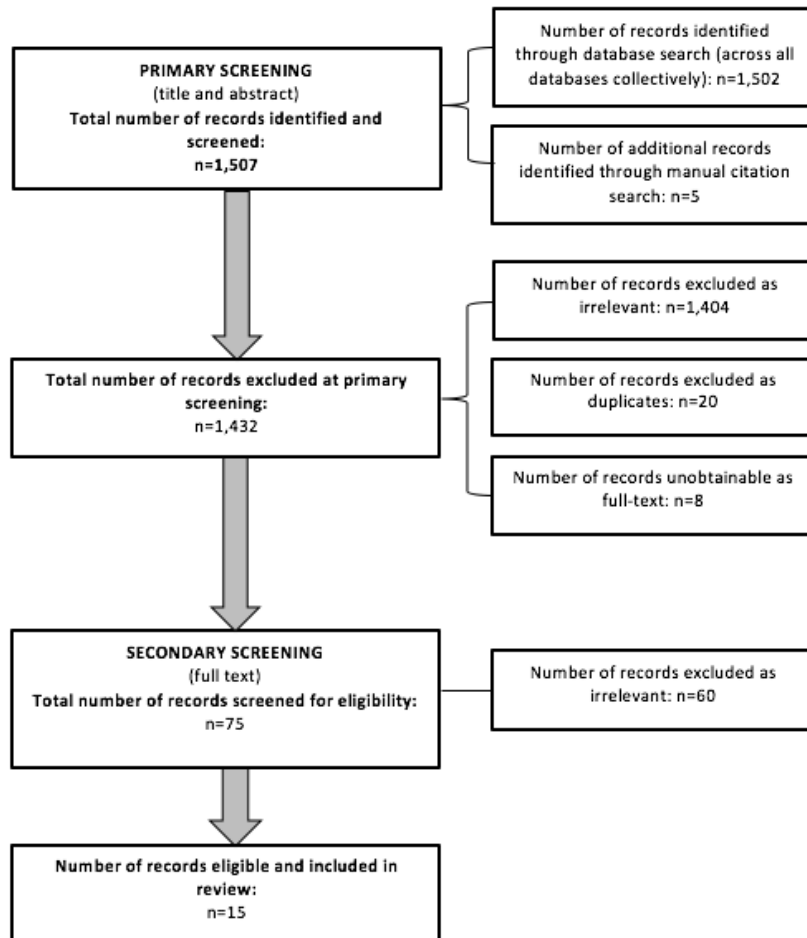 PRIMARY SCREENING
(title and abstract)
Total number of records identified and
screened:
n=1,507
Number of records identified
through database search (across all
databases collectively): n=1,502
Number of additional records
identified through manual citation
search: n=5
Total number of records excluded at primary
screening:
n=1,432
Number of records excluded as
irrelevant: n=1,404
Number of records excluded as
duplicates: n=20
Number of records unobtainable as
full-text: n=8
SECONDARY SCREENING
(full text)
Total number of records screened for eligibility:
n=75
Number of records excluded as
irrelevant: n=60
Number of records eligible and included in
review:
n=15